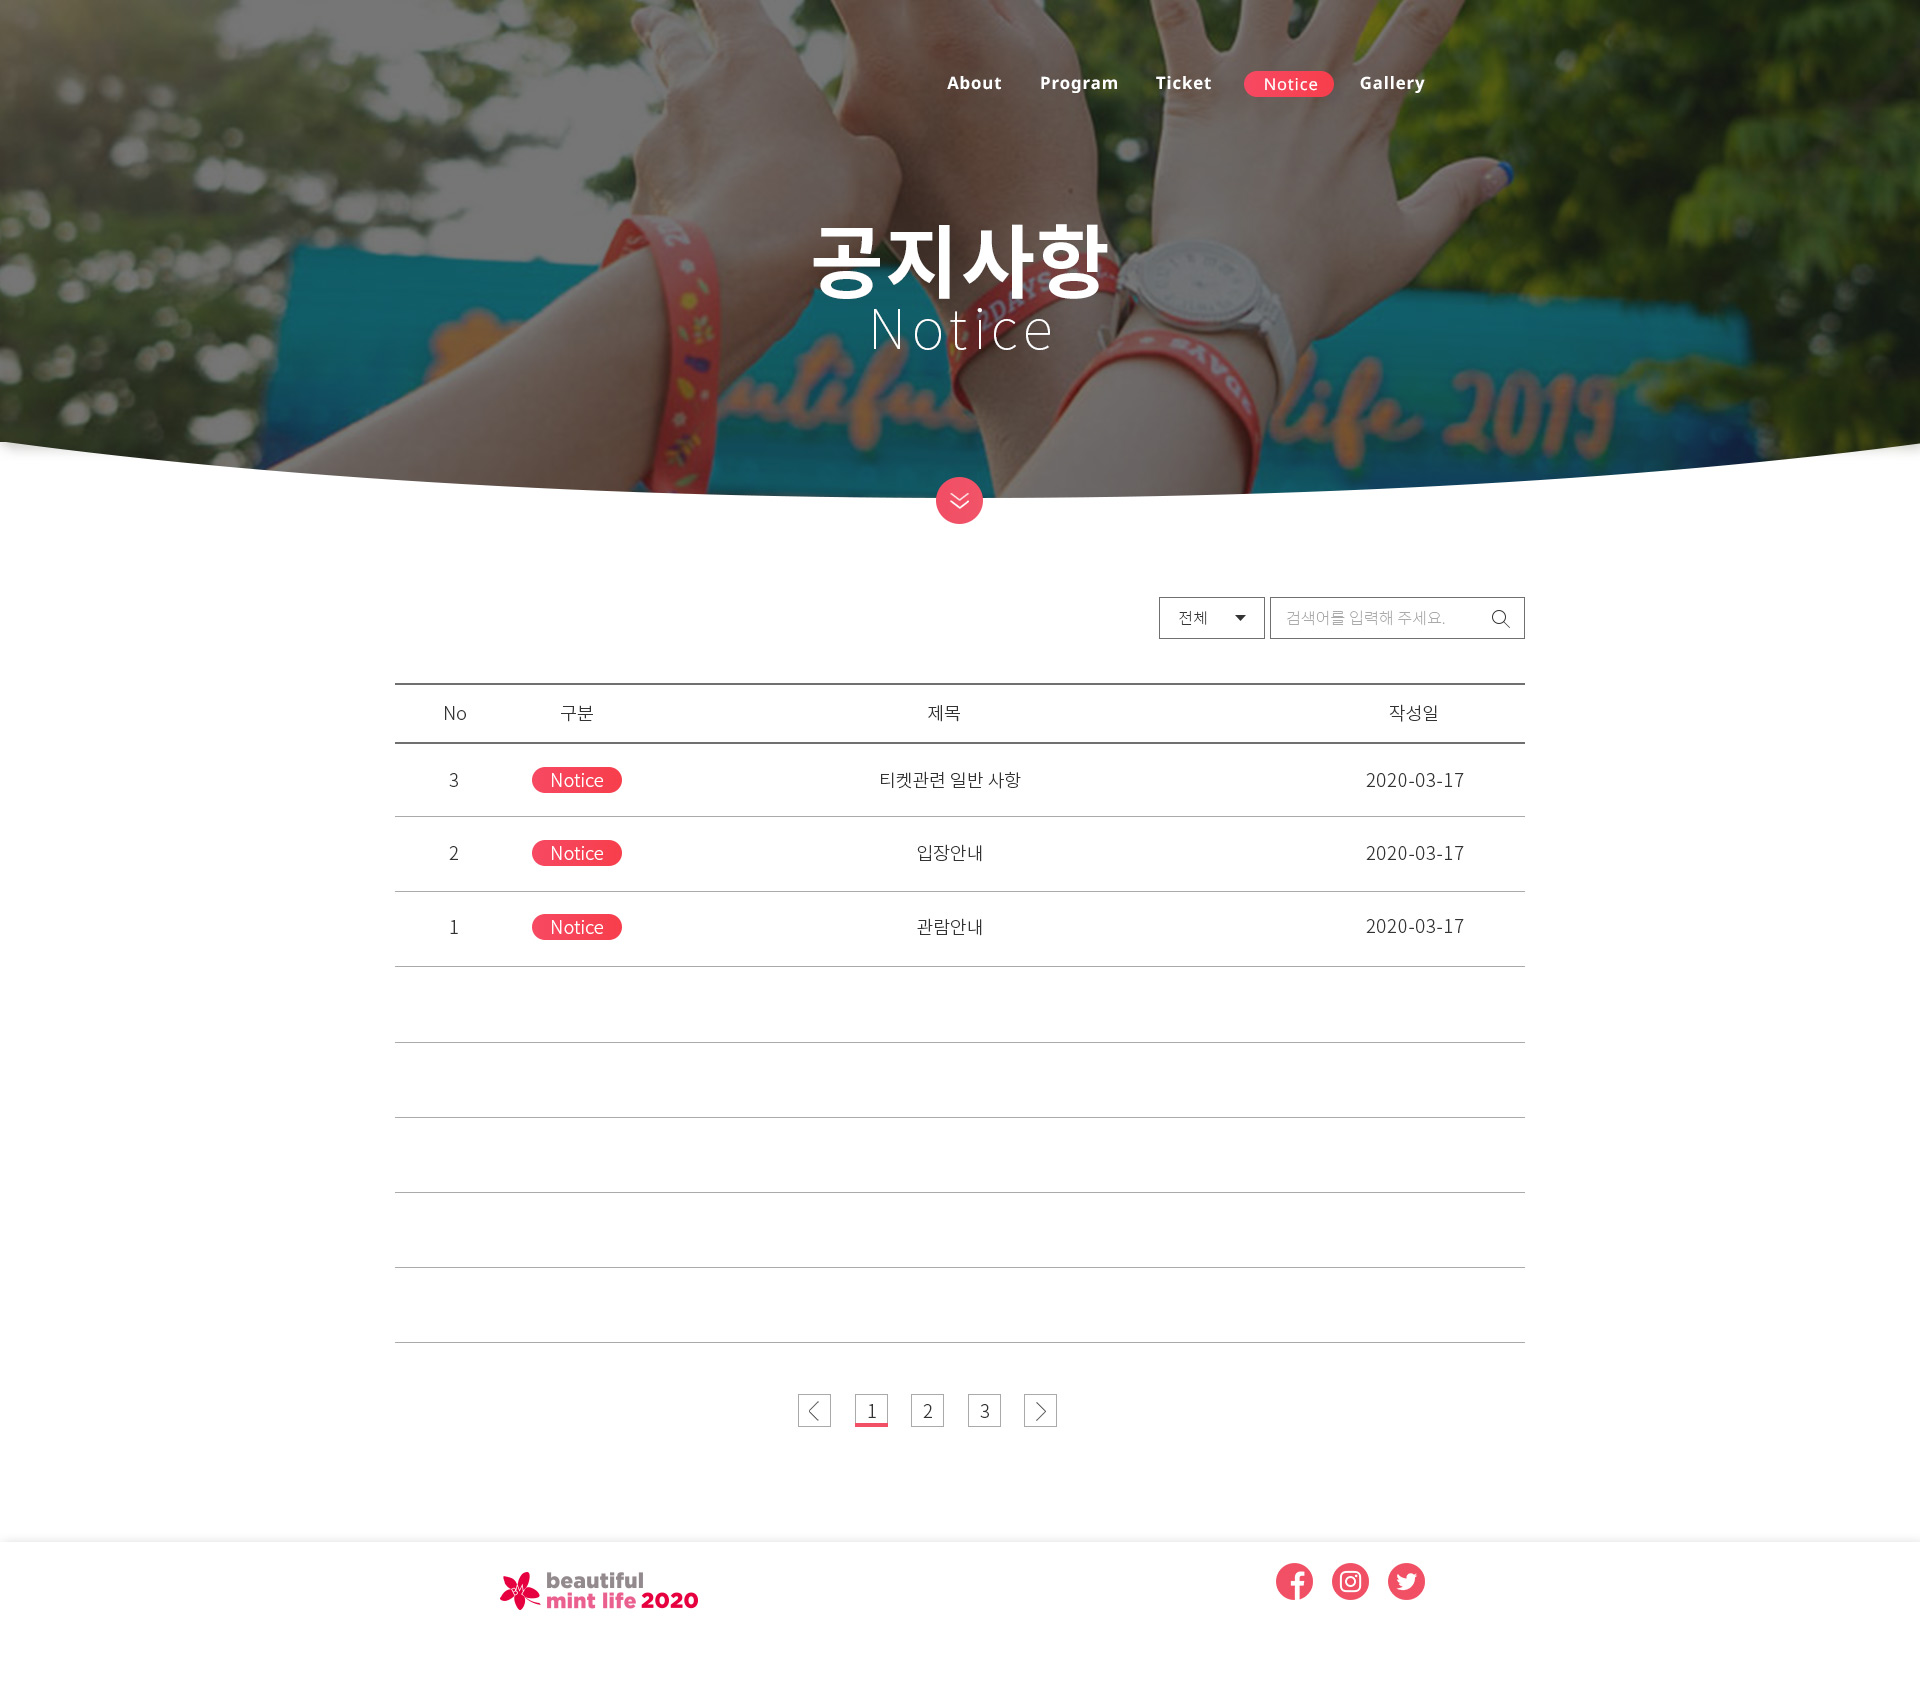 About Program Ticket Notice Gallery
공지사항
Notice
2DAYS
life 2019
전체 검색어를 입력해 주세요.
No 구분 제목 작성일
3 Notice 티켓관련 일반 사항 2020-03-17
2 Notice 입장안내 2020-03-17
1 Notice 관람안내 2020-03-17
1 2 3
beautiful
mint life 2020